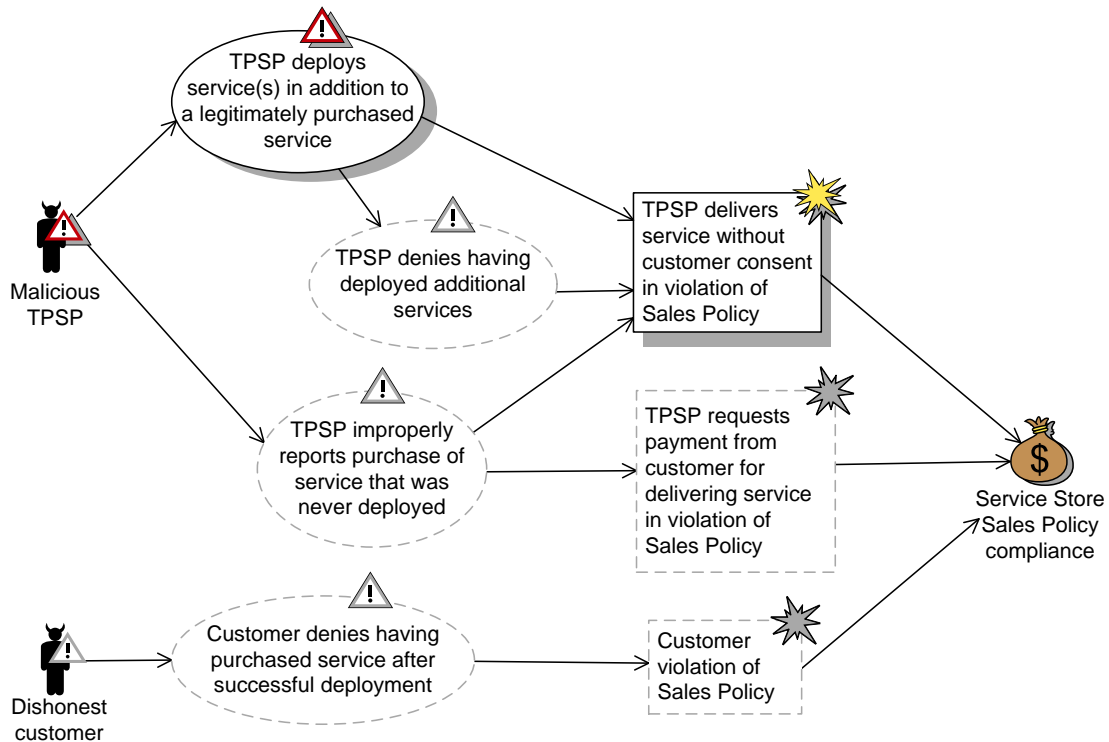 TPSP deploys
service(s) in addition to
a legitimately purchased
service
Malicious
TPSP
TPSP denies having
deployed additional
services
TPSP delivers
service without
customer consent
in violation of
Sales Policy
TPSP improperly
reports purchase of
service that was
never deployed
TPSP requests
payment from
customer for
delivering service
in violation of
Sales Policy
$
Service Store
Sales Policy
compliance
Customer denies having
purchased service after
successful deployment
Customer
violation of
Sales Policy
Dishonest
customer